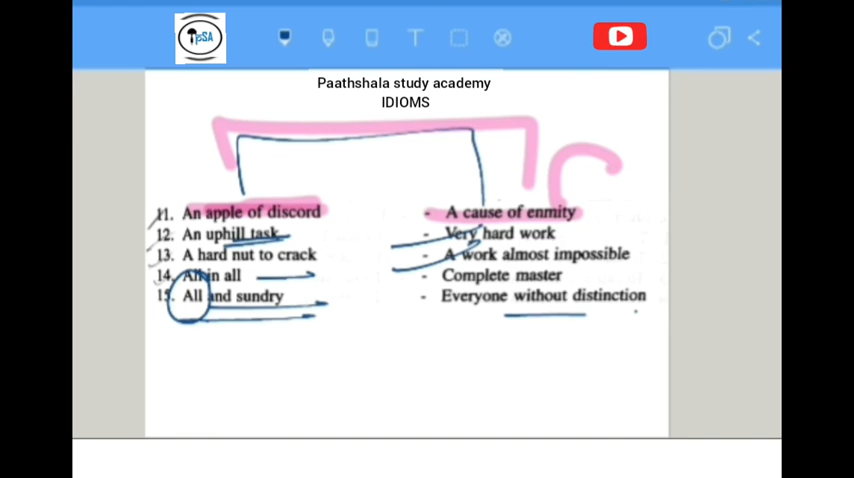 TpSA
T
Paathshala study academy
IDIOMS
11. An apple of discord - A cause of enmity
12. An uphill task - Very hard work
13. A hard nut to crack - A work almost impossible
14. All in all - Complete master
15. All and sundry - Everyone without distinction